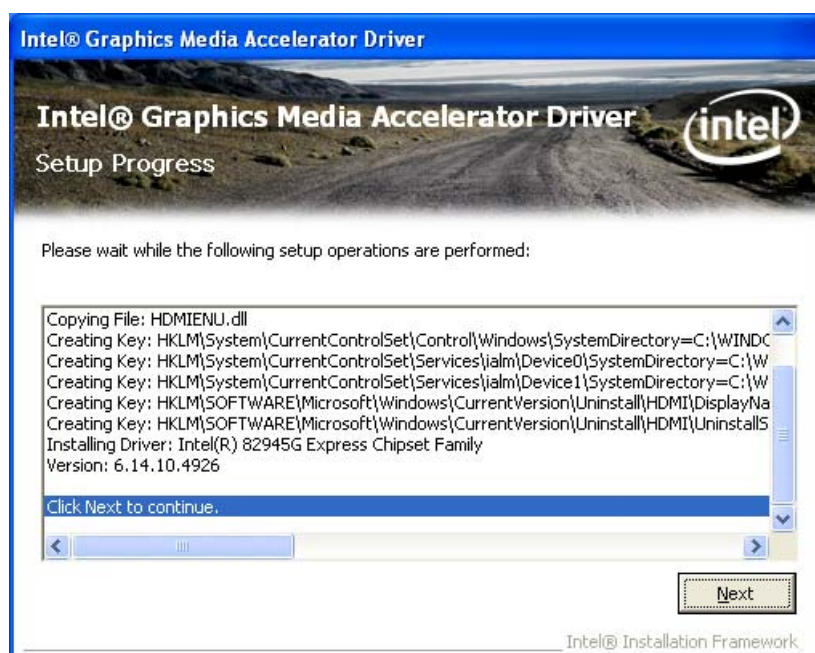 Intel® Graphics Media Accelerator Driver
Intel® Graphics Media Accelerator Driver
intel
Setup Progress
Please wait while the following setup operations are performed:
Copying File: HDMIENU.dll
Creating Key: HKLM\System\CurrentControlSet\Control\Windows\SystemDirectory=C:\WINDO
Creating Key: HKLM\System\CurrentControlSet\Services\ialm\Device0\SystemDirectory=C:\W
Creating Key: HKLM\System\CurrentControlSet\Services\ialm\Device1\SystemDirectory=C:\W
Creating Key: HKLM\SOFTWARE\Microsoft\Windows\CurrentVersion\Uninstall\HDMI\DisplayNa
Creating Key: HKLM\SOFTWARE\Microsoft\Windows\CurrentVersion\Uninstall\HDMI\UninstallS
Installing Driver: Intel(R) 82945G Express Chipset Family
Version: 6.14.10.4926
Click Next to continue.
Next
Intel® Installation Framework